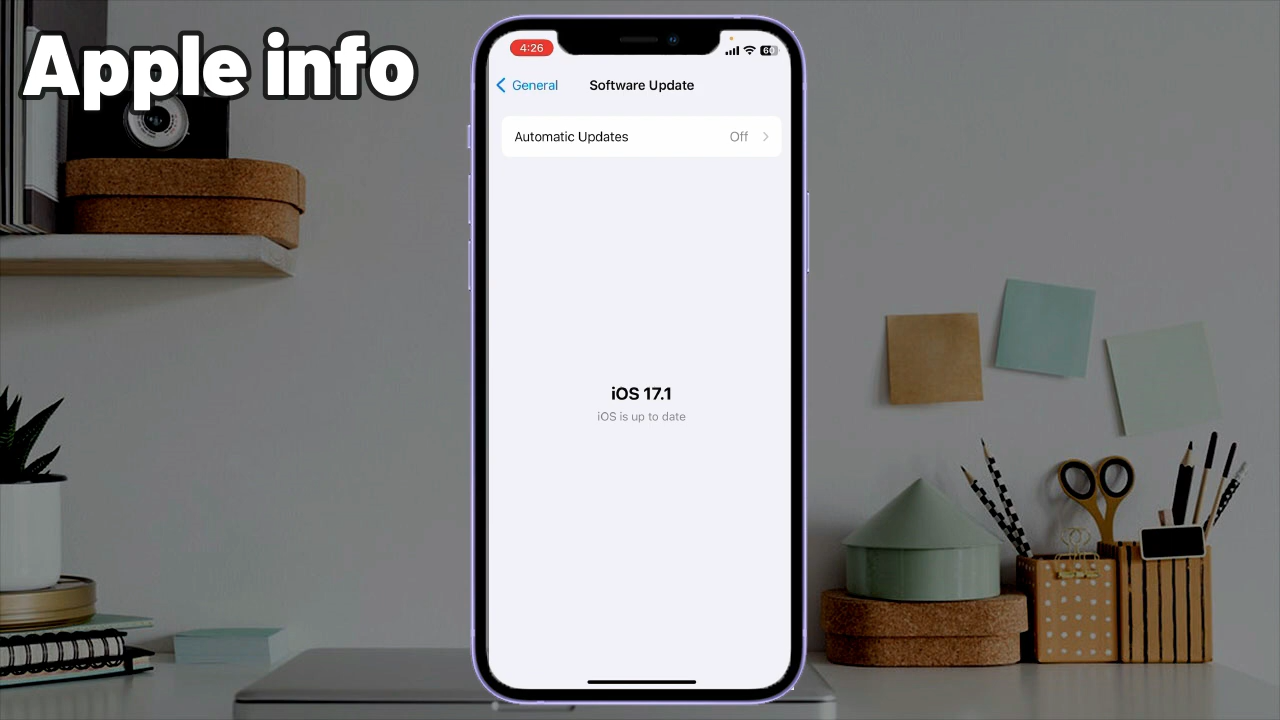 Apple info
4:26
60
General
Software Update
Automatic Updates
Off
iOS 17.1
iOS is up to date